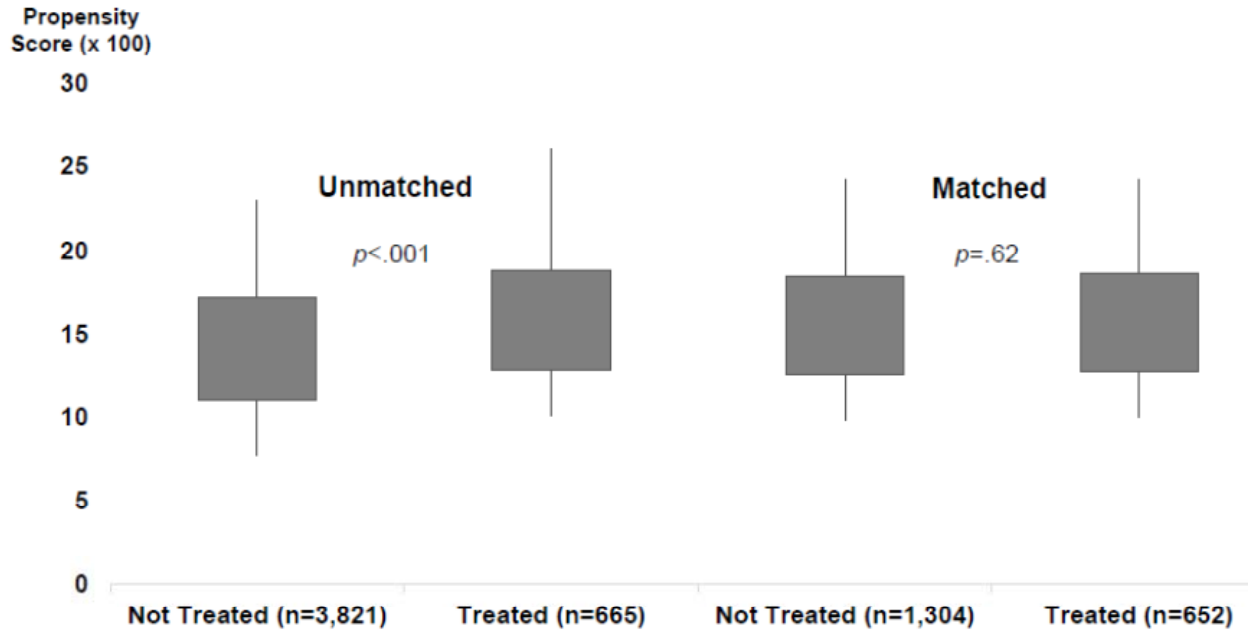 Propensity
Score (x 100)
30
25
20
15
10
5
0
Unmatched
p<.001
Matched
p=.62
Not Treated (n=3,821)
Treated (n=665)
Not Treated (n=1,304)
Treated (n=652)